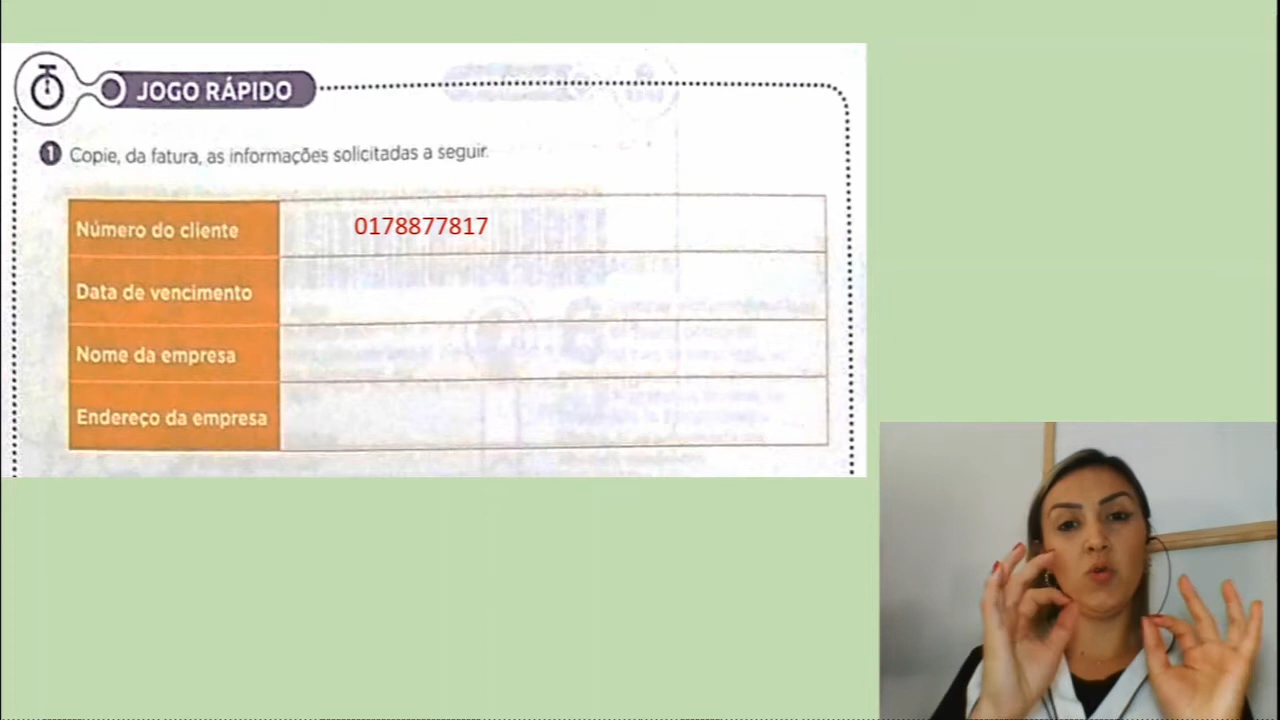 JOGO RÁPIDO
1 Copie, da fatura, as informações solicitadas a seguir.
Número do cliente 0178877817
Data de vencimento
Nome da empresa
Endereço da empresa